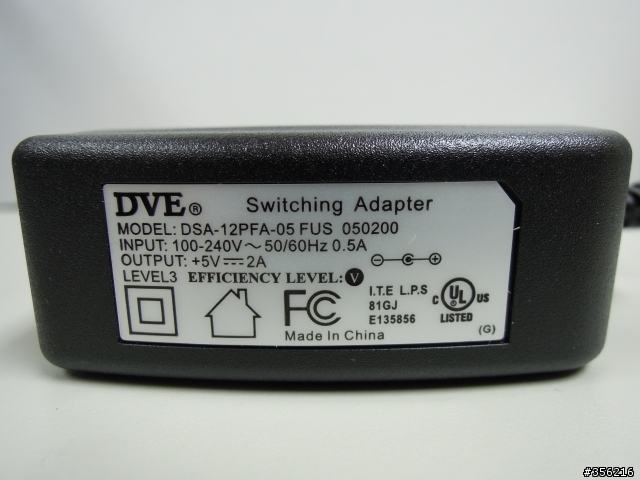 DVE® Switching Adapter
MODEL: DSA-12PFA-05 FUS 050200
INPUT: 100-240V～50/60Hz 0.5A
OUTPUT: +5V⎓2A
LEVEL3 EFFICIENCY LEVEL: V
FC
I.T.E L.P.S
81GJ
E135856
C UL US
LISTED
Made In China
(G)
#356216